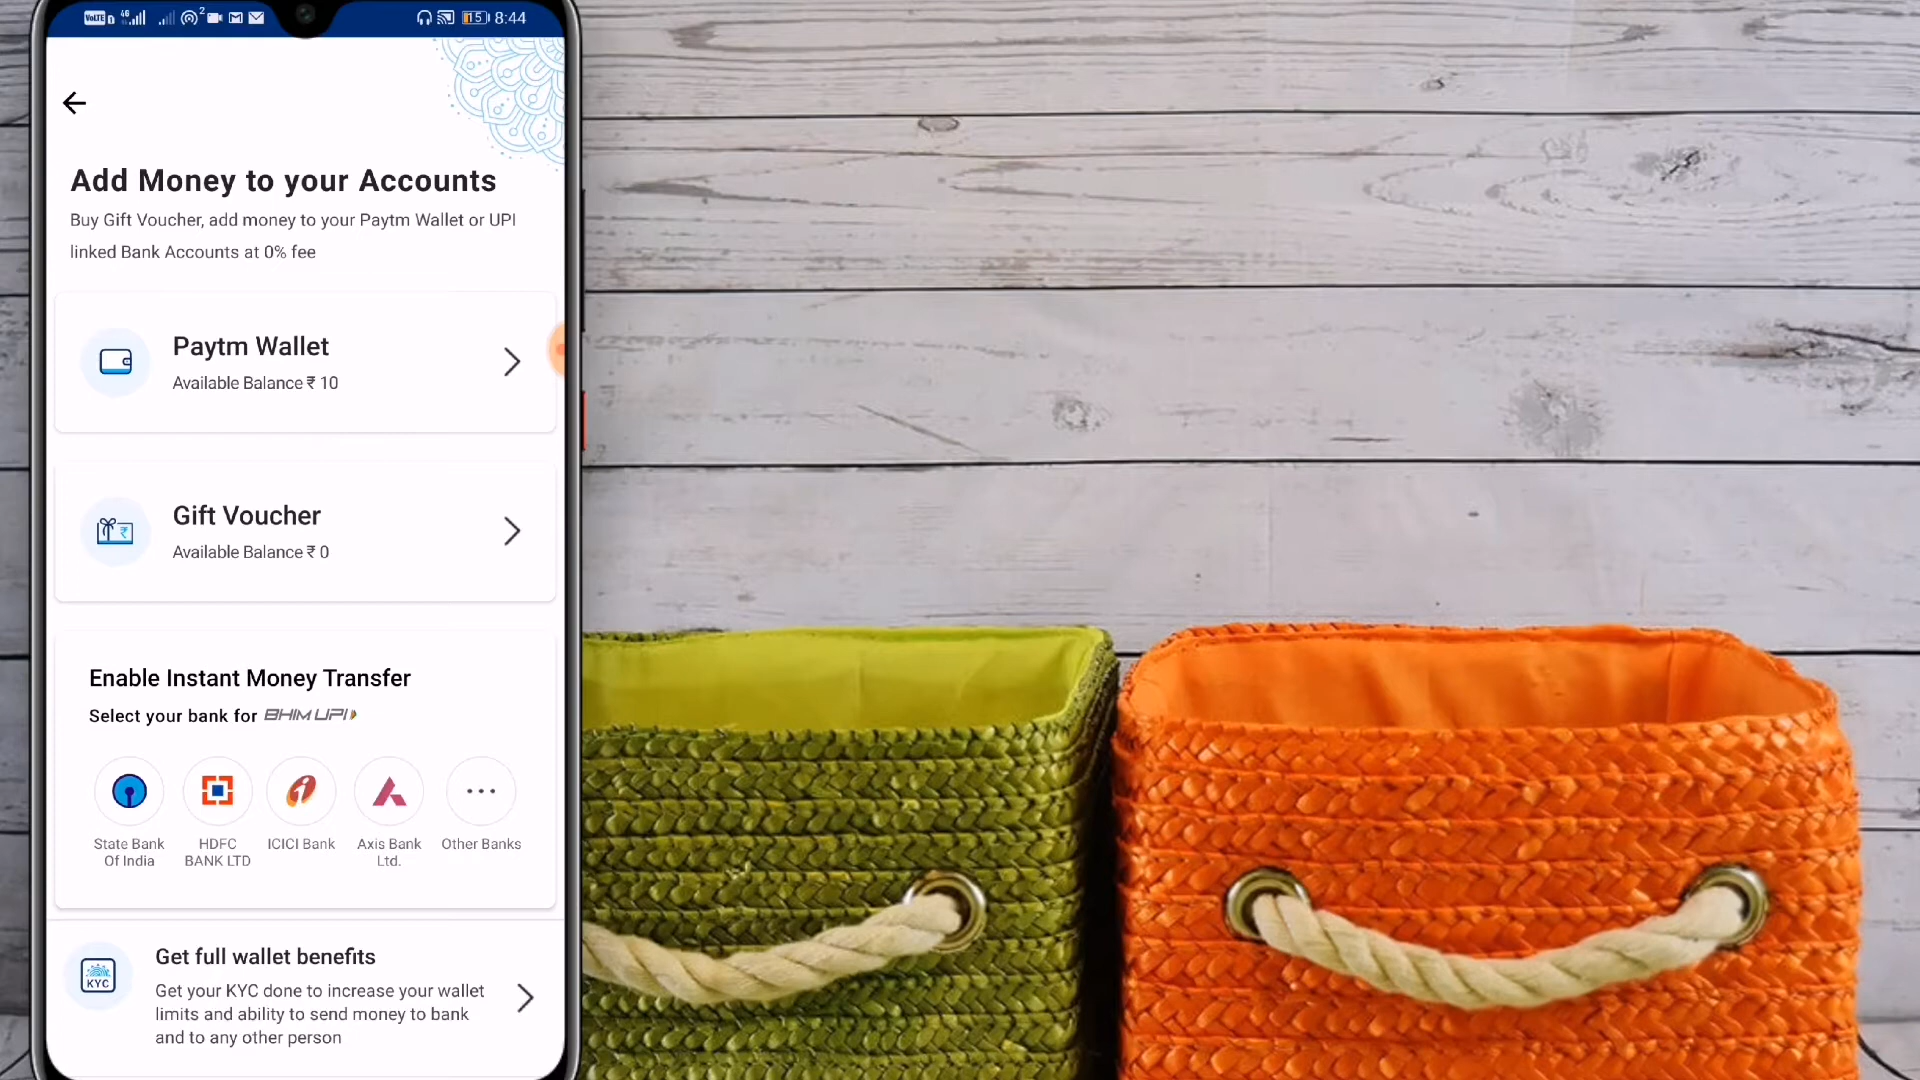 VoLTE 4G 2 15 8:44
Add Money to your Accounts
Buy Gift Voucher, add money to your Paytm Wallet or UPI
linked Bank Accounts at 0% fee
Paytm Wallet
Available Balance ₹ 10
Gift Voucher
Available Balance ₹ 0
Enable Instant Money Transfer
Select your bank for BHIM UPI
State Bank Of India
HDFC BANK LTD
ICICI Bank
Axis Bank Ltd.
Other Banks
Get full wallet benefits
KYC
Get your KYC done to increase your wallet
limits and ability to send money to bank
and to any other person